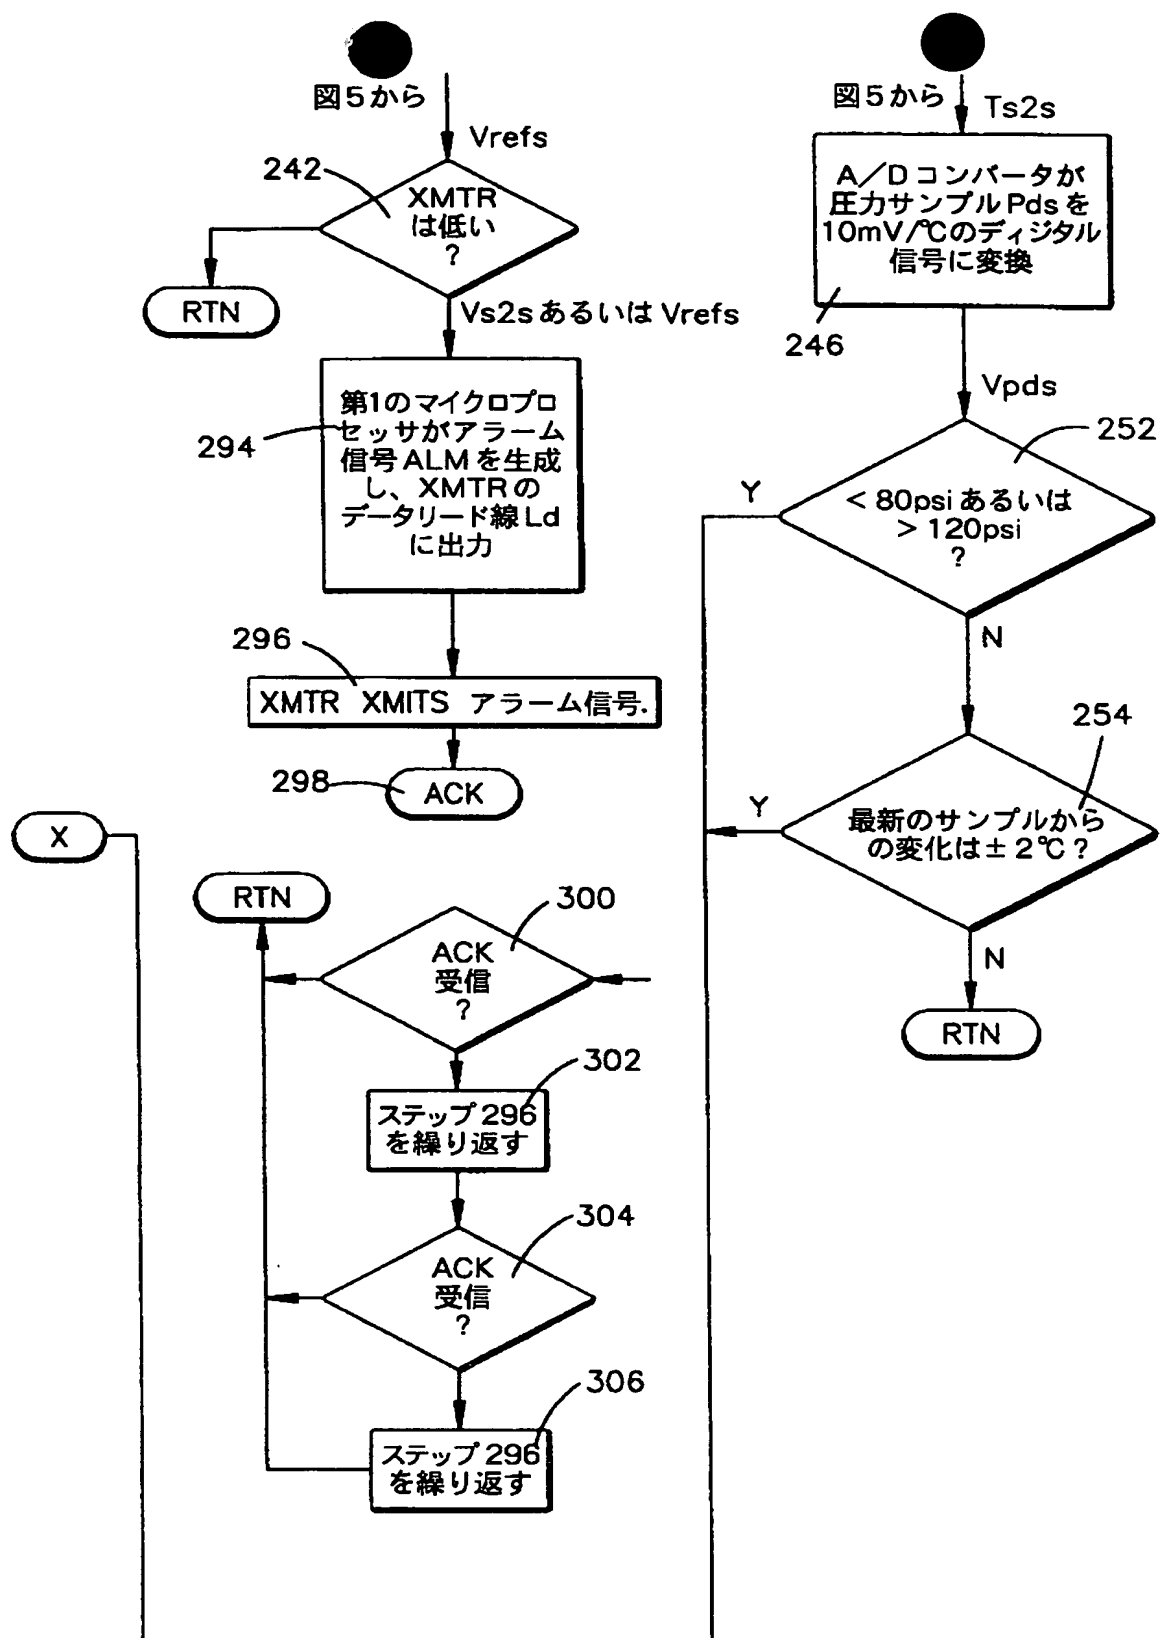 図5から
Vrefs
242
XMTR
は低い
?
RTN
Vs2sあるいは Vrefs
294
第1のマイクロプロ
セッサがアラーム
信号 ALM を生成
し、XMTR の
データリード線 Ld
に出力
296
XMTR XMITS アラーム信号.
298
ACK
X
RTN
300
ACK
受信
?
302
ステップ 296
を繰り返す
304
ACK
受信
?
306
ステップ 296
を繰り返す
図5から
Ts2s
A/Dコンバータが
圧力サンプル Pds を
10mV/℃のディジタル
信号に変換
246
Vpds
252
Y
< 80psi あるいは
> 120psi
?
N
254
Y
最新のサンプルから
の変化は±2℃?
N
RTN